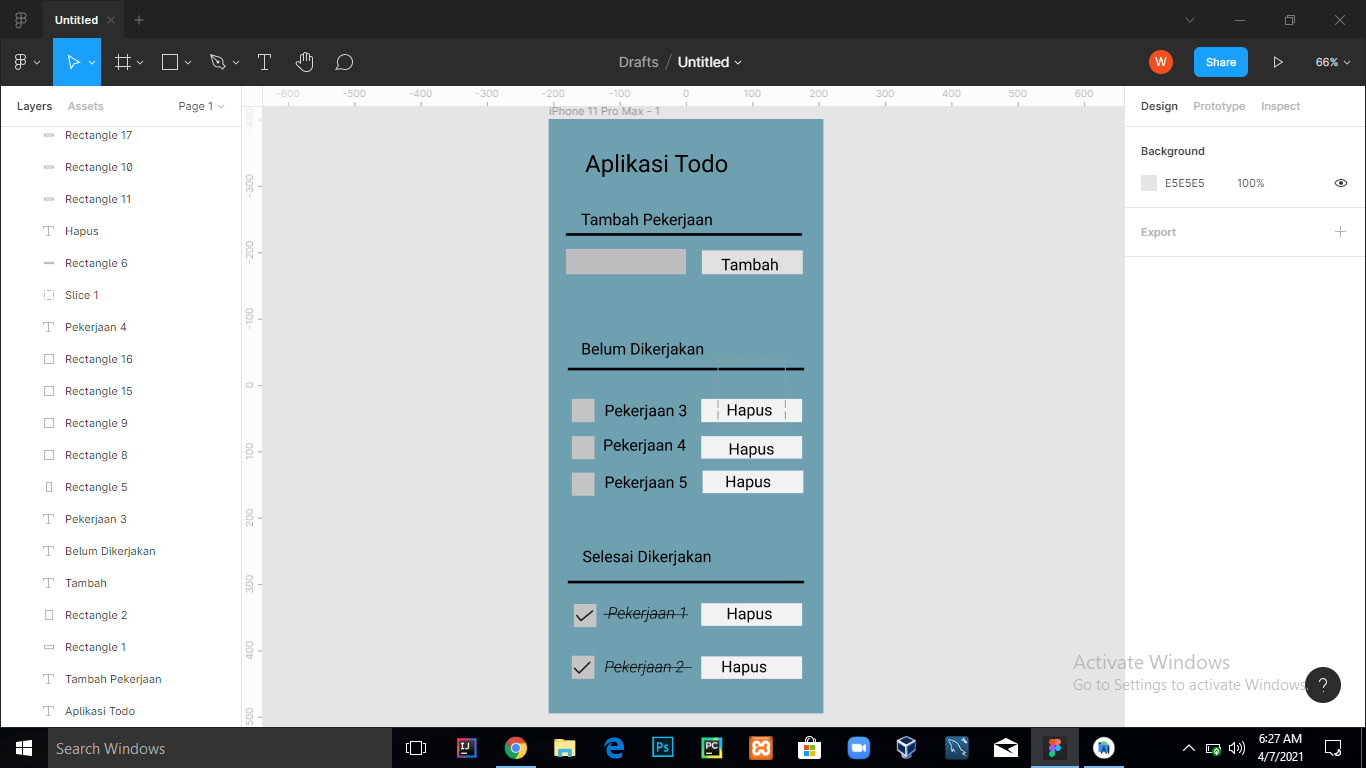 Untitled
Drafts / Untitled
W
Share
66%
Layers
Assets
Page 1
-600 -500 -400 -300 -200 -100 0 100 200 300 400 500 600
Design
Prototype
Inspect
Rectangle 17
Rectangle 10
Rectangle 11
Hapus
Rectangle 6
Slice 1
Pekerjaan 4
Rectangle 16
Rectangle 15
Rectangle 9
Rectangle 8
Rectangle 5
Pekerjaan 3
Belum Dikerjakan
Tambah
Rectangle 2
Rectangle 1
Tambah Pekerjaan
Aplikasi Todo
-400
-300
-200
-100
0
100
200
300
400
500
iPhone 11 Pro Max - 1
Aplikasi Todo
Tambah Pekerjaan
Tambah
Belum Dikerjakan
Pekerjaan 3 Hapus
Pekerjaan 4 Hapus
Pekerjaan 5 Hapus
Selesai Dikerjakan
Pekerjaan 1 Hapus
Pekerjaan 2 Hapus
Background
E5E5E5 100%
Export
Activate Windows
Go to Settings to activate Windows.
?
Search Windows
IJ
Ps
PC
6:27 AM
4/7/2021